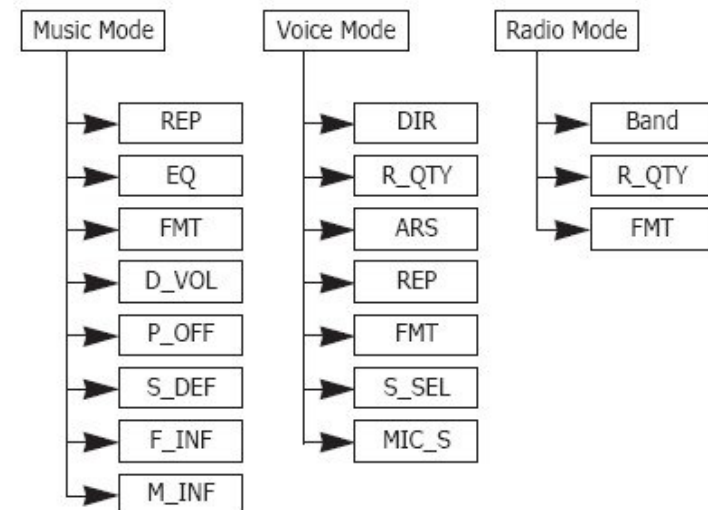 Music Mode
REP
EQ
FMT
D_VOL
P_OFF
S_DEF
F_INF
M_INF
Voice Mode
DIR
R_QTY
ARS
REP
FMT
S_SEL
MIC_S
Radio Mode
Band
R_QTY
FMT